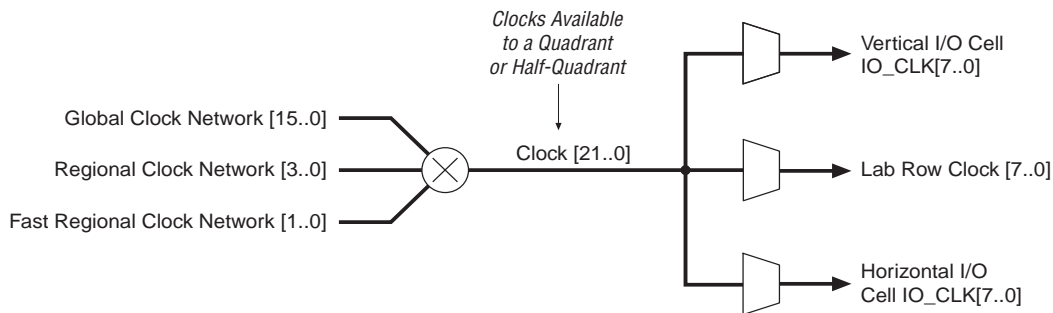 Clocks Available
to a Quadrant
or Half-Quadrant
Vertical I/O Cell
IO_CLK[7..0]
Global Clock Network [15..0]
Clock [21..0]
Regional Clock Network [3..0]
Lab Row Clock [7..0]
Fast Regional Clock Network [1..0]
Horizontal I/O
Cell IO_CLK[7..0]